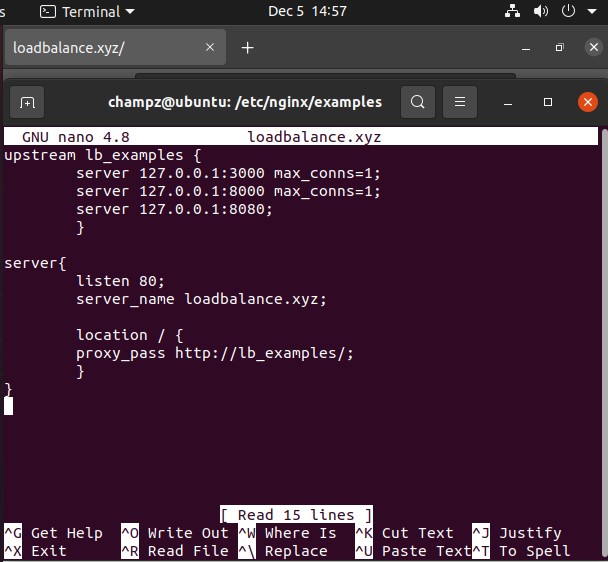 s Terminal Dec 5 14:57
loadbalance.xyz/ × +
champz@ubuntu: /etc/nginx/examples
GNU nano 4.8 loadbalance.xyz
upstream lb_examples {
server 127.0.0.1:3000 max_conns=1;
server 127.0.0.1:8000 max_conns=1;
server 127.0.0.1:8080;
}
server{
listen 80;
server_name loadbalance.xyz;
location / {
proxy_pass http://lb_examples/;
}
}
[ Read 15 lines ]
^G Get Help ^O Write Out ^W Where Is ^K Cut Text ^J Justify
^X Exit ^R Read File ^\ Replace ^U Paste Text ^T To Spell